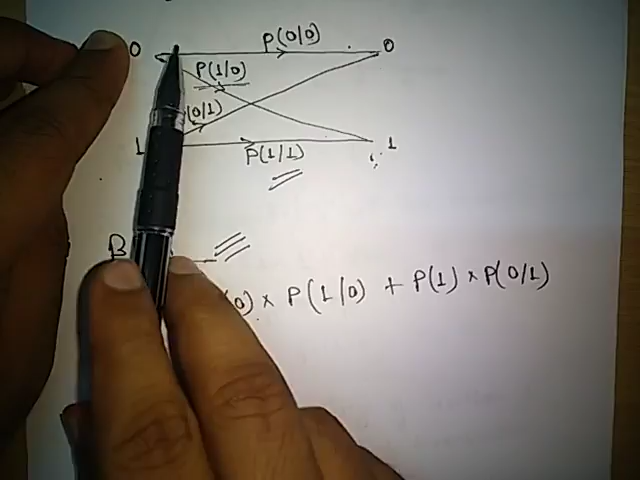 0 P(0/0) 0
P(1/0)
(0/1)
1 P(1/1) 1
B
(0) × P(1/0) + P(1) × P(0/1)